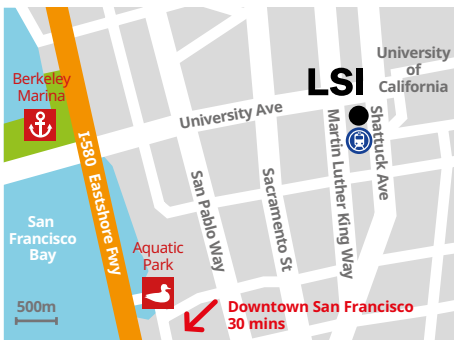 University
of
California
LSI
Berkeley
Marina
University Ave
I-580 Eastshore Fwy
San Pablo Way
Sacramento St
Martin Luther King Way
Shattuck Ave
San
Francisco
Bay
Aquatic
Park
500m
Downtown San Francisco
30 mins